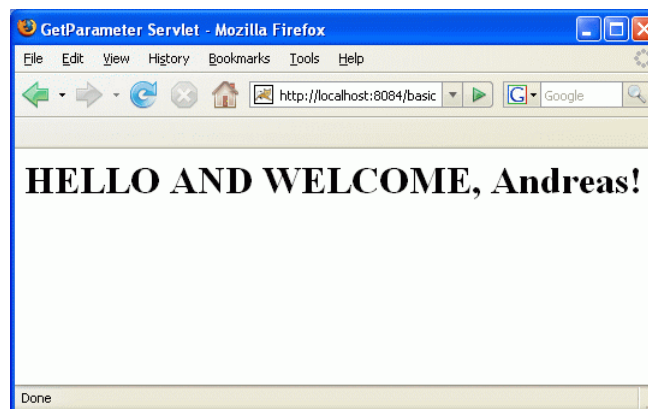 GetParameter Servlet - Mozilla Firefox
File Edit View History Bookmarks Tools Help
http://localhost:8084/basic G Google
HELLO AND WELCOME, Andreas!
Done